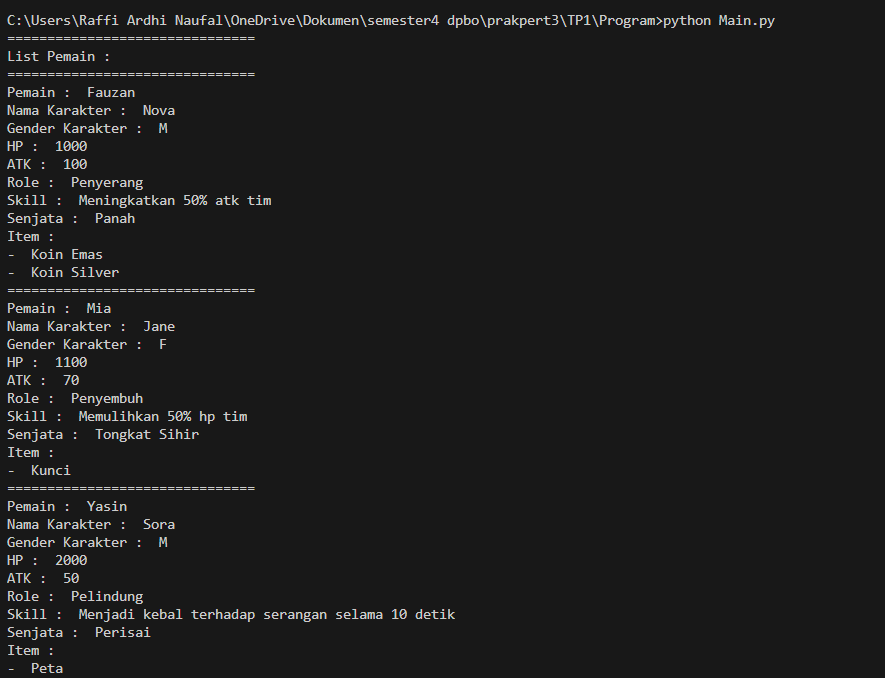 C:\Users\Raffi Ardhi Naufal\OneDrive\Dokumen\semester4 dpbo\prakpert3\TP1\Program>python Main.py
===============================
List Pemain :
===============================
Pemain :  Fauzan
Nama Karakter :  Nova
Gender Karakter :  M
HP :  1000
ATK :  100
Role :  Penyerang
Skill :  Meningkatkan 50% atk tim
Senjata :  Panah
Item :
-  Koin Emas
-  Koin Silver
===============================
Pemain :  Mia
Nama Karakter :  Jane
Gender Karakter :  F
HP :  1100
ATK :  70
Role :  Penyembuh
Skill :  Memulihkan 50% hp tim
Senjata :  Tongkat Sihir
Item :
-  Kunci
===============================
Pemain :  Yasin
Nama Karakter :  Sora
Gender Karakter :  M
HP :  2000
ATK :  50
Role :  Pelindung
Skill :  Menjadi kebal terhadap serangan selama 10 detik
Senjata :  Perisai
Item :
-  Peta